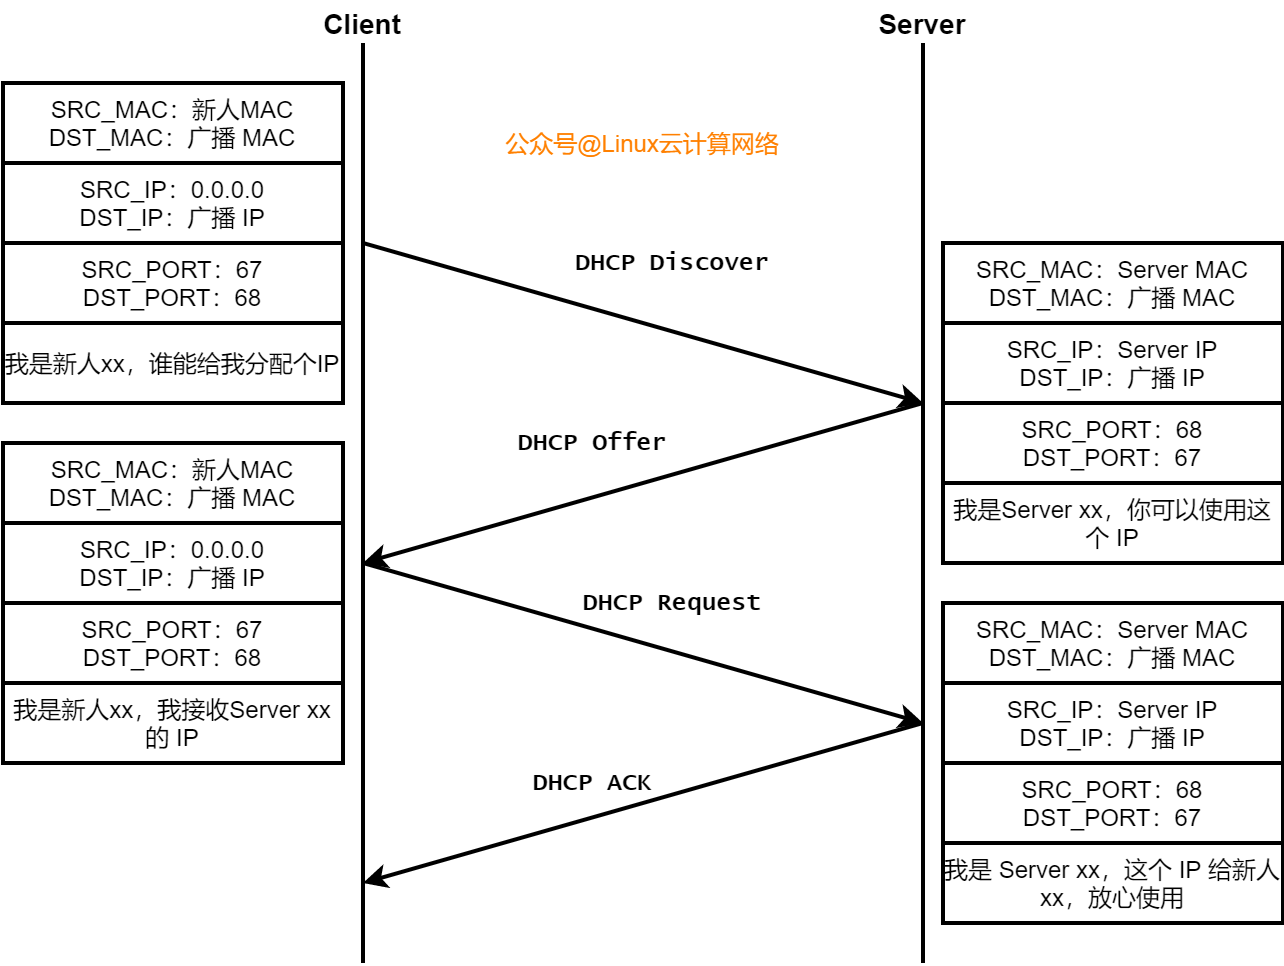 Client
Server
SRC_MAC：新人MAC
DST_MAC：广播 MAC
SRC_IP：0.0.0.0
DST_IP：广播 IP
SRC_PORT：67
DST_PORT：68
我是新人xx，谁能给我分配个IP
公众号@Linux云计算网络
DHCP Discover
SRC_MAC：Server MAC
DST_MAC：广播 MAC
SRC_IP：Server IP
DST_IP：广播 IP
SRC_PORT：68
DST_PORT：67
我是Server xx，你可以使用这
个 IP
DHCP Offer
SRC_MAC：新人MAC
DST_MAC：广播 MAC
SRC_IP：0.0.0.0
DST_IP：广播 IP
SRC_PORT：67
DST_PORT：68
我是新人xx，我接收Server xx
的 IP
DHCP Request
SRC_MAC：Server MAC
DST_MAC：广播 MAC
SRC_IP：Server IP
DST_IP：广播 IP
SRC_PORT：68
DST_PORT：67
我是 Server xx，这个 IP 给新人
xx，放心使用
DHCP ACK